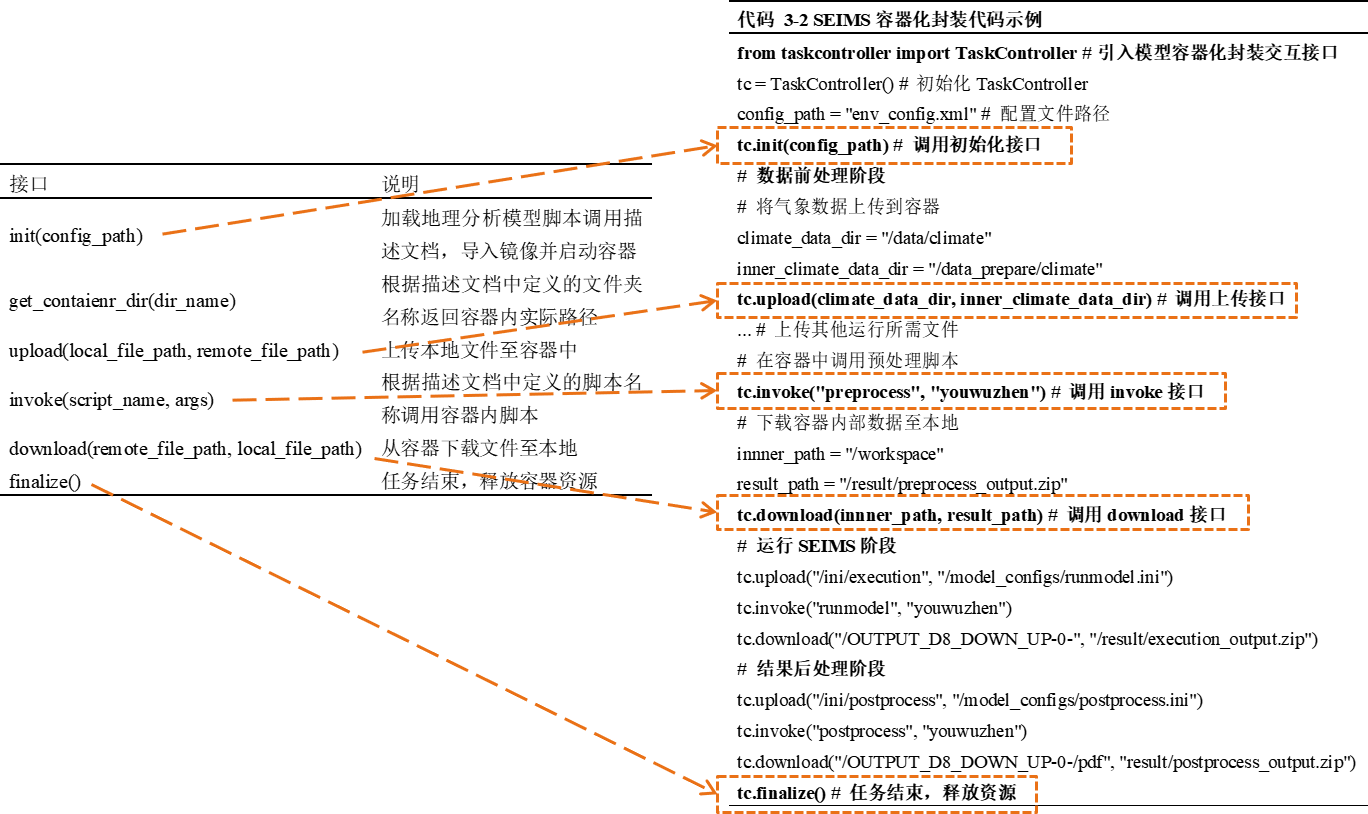 接口 说明
init(config_path) 加载地理分析模型脚本调用描
述文档，导入镜像并启动容器
get_contaienr_dir(dir_name) 根据描述文档中定义的文件夹
名称返回容器内实际路径
upload(local_file_path, remote_file_path) 上传本地文件至容器中
invoke(script_name, args) 根据描述文档中定义的脚本名
称调用容器内脚本
download(remote_file_path, local_file_path) 从容器下载文件至本地
finalize() 任务结束，释放容器资源
代码 3-2 SEIMS 容器化封装代码示例
from taskcontroller import TaskController # 引入模型容器化封装交互接口
tc = TaskController() # 初始化 TaskController
config_path = "env_config.xml" # 配置文件路径
tc.init(config_path) # 调用初始化接口
# 数据前处理阶段
# 将气象数据上传到容器
climate_data_dir = "/data/climate"
inner_climate_data_dir = "/data_prepare/climate"
tc.upload(climate_data_dir, inner_climate_data_dir) # 调用上传接口
... # 上传其他运行所需文件
# 在容器中调用预处理脚本
tc.invoke("preprocess", "youwuzhen") # 调用 invoke 接口
# 下载容器内部数据至本地
innner_path = "/workspace"
result_path = "/result/preprocess_output.zip"
tc.download(innner_path, result_path) # 调用 download 接口
# 运行 SEIMS 阶段
tc.upload("/ini/execution", "/model_configs/runmodel.ini")
tc.invoke("runmodel", "youwuzhen")
tc.download("/OUTPUT_D8_DOWN_UP-0-", "/result/execution_output.zip")
# 结果后处理阶段
tc.upload("/ini/postprocess", "/model_configs/postprocess.ini")
tc.invoke("postprocess", "youwuzhen")
tc.download("/OUTPUT_D8_DOWN_UP-0-/pdf", "result/postprocess_output.zip")
tc.finalize() # 任务结束，释放资源